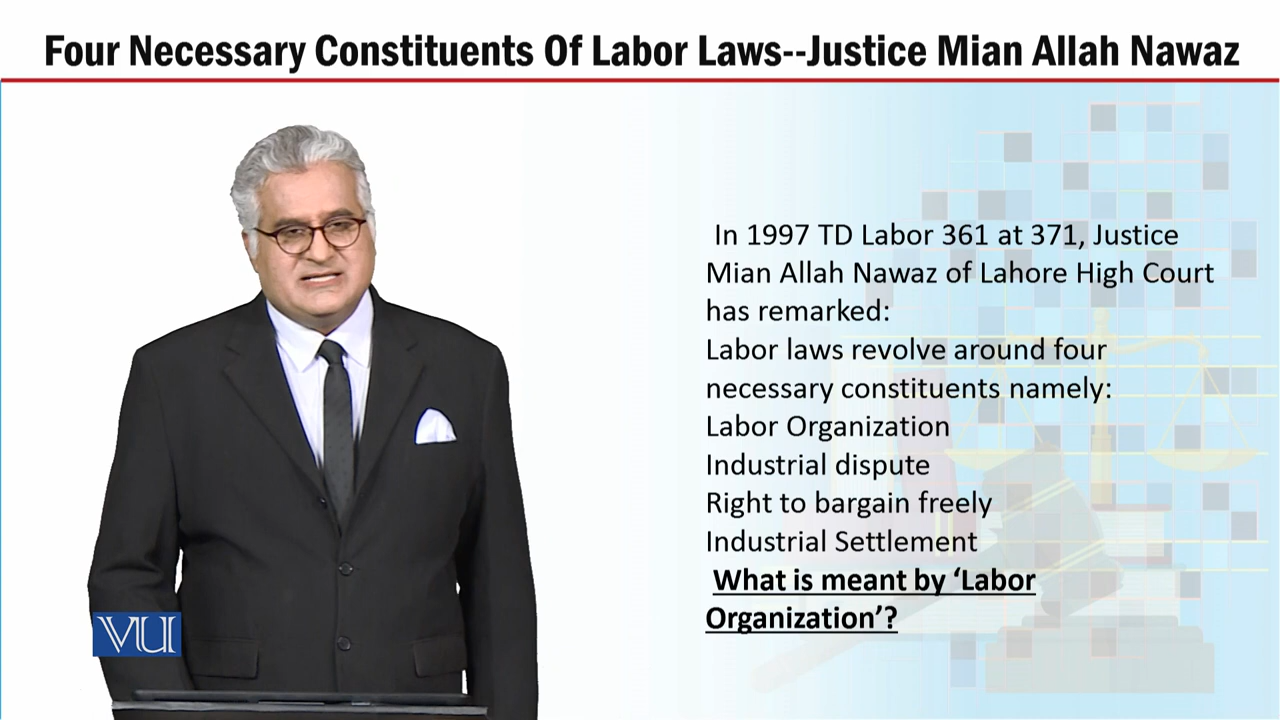 Four Necessary Constituents Of Labor Laws--Justice Mian Allah Nawaz
In 1997 TD Labor 361 at 371, Justice
Mian Allah Nawaz of Lahore High Court
has remarked:
Labor laws revolve around four
necessary constituents namely:
Labor Organization
Industrial dispute
Right to bargain freely
Industrial Settlement
What is meant by ‘Labor
Organization’?
VU